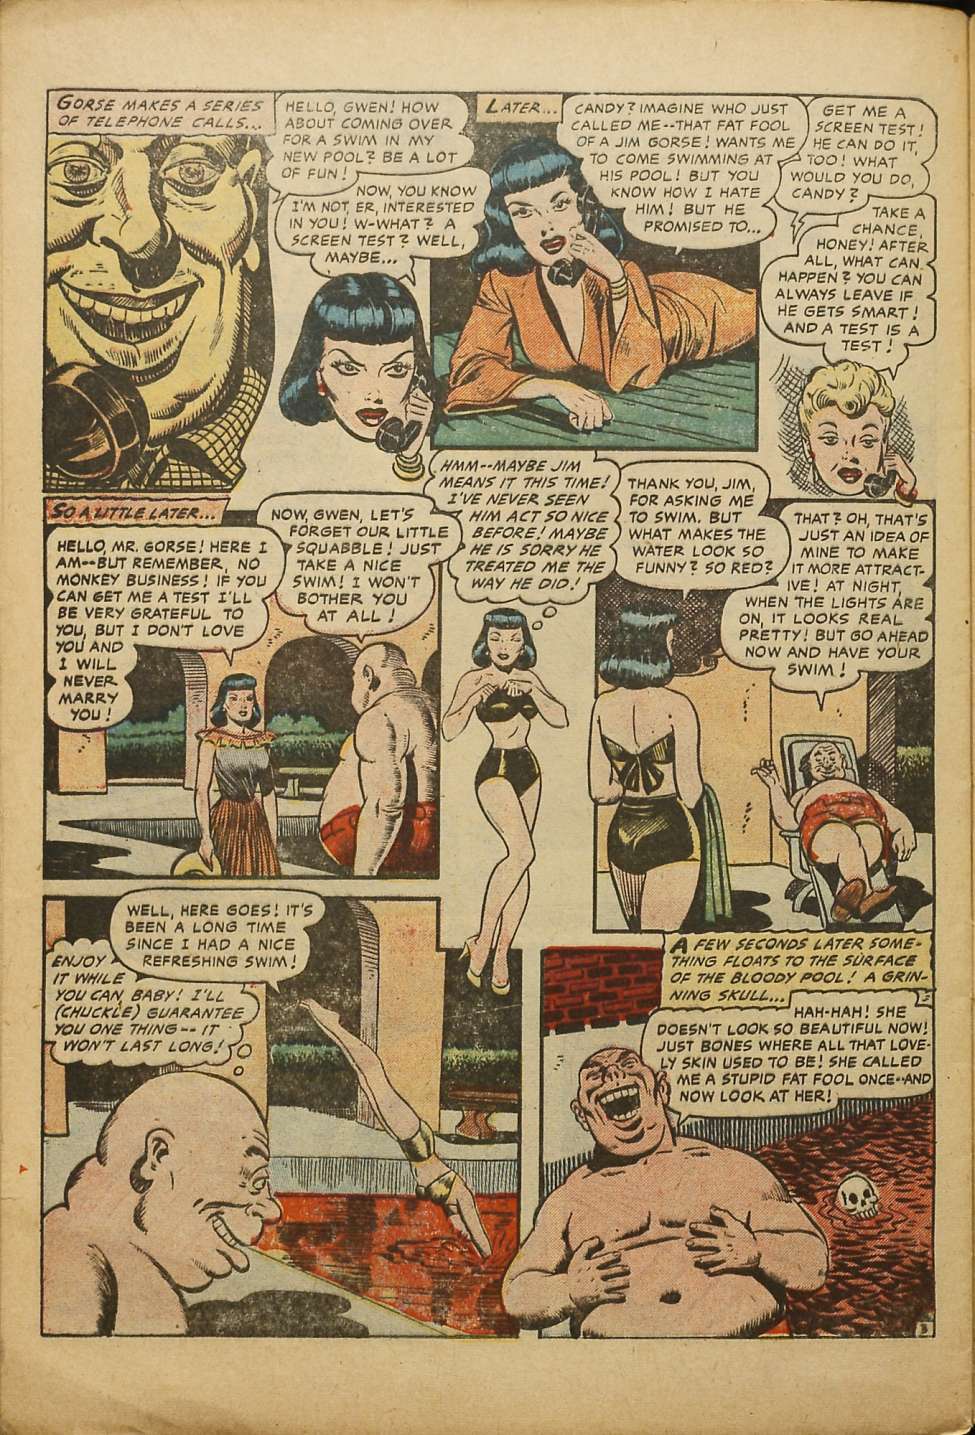 GORSE MAKES A SERIES
OF TELEPHONE CALLS...
HELLO, GWEN! HOW
ABOUT COMING OVER
FOR A SWIM IN MY
NEW POOL? BE A LOT
OF FUN!
NOW, YOU KNOW
I'M NOT, ER, INTERESTED
IN YOU! W-WHAT? A
SCREEN TEST? WELL,
MAYBE...
LATER...
CANDY? IMAGINE WHO JUST
CALLED ME--THAT FAT FOOL
OF A JIM GORSE! WANTS ME
TO COME SWIMMING AT
HIS POOL! BUT YOU
KNOW HOW I HATE
HIM! BUT HE
PROMISED TO...
GET ME A
SCREEN TEST!
HE CAN DO IT,
TOO! WHAT
WOULD YOU DO,
CANDY?
TAKE A
CHANCE,
HONEY! AFTER
ALL, WHAT CAN
HAPPEN? YOU CAN
ALWAYS LEAVE IF
HE GETS SMART!
AND A TEST IS A
TEST!
SO A LITTLE LATER...
HELLO, MR. GORSE! HERE I
AM--BUT REMEMBER, NO
MONKEY BUSINESS! IF YOU
CAN GET ME A TEST I'LL
BE VERY GRATEFUL TO
YOU, BUT I DON'T LOVE
YOU AND
I WILL
NEVER
MARRY
YOU!
NOW, GWEN, LET'S
FORGET OUR LITTLE
SQUABBLE! JUST
TAKE A NICE
SWIM! I WON'T
BOTHER YOU
AT ALL!
HMM--MAYBE JIM
MEANS IT THIS TIME!
I'VE NEVER SEEN
HIM ACT SO NICE
BEFORE! MAYBE
HE IS SORRY HE
TREATED ME THE
WAY HE DID!
THANK YOU, JIM,
FOR ASKING ME
TO SWIM. BUT
WHAT MAKES THE
WATER LOOK SO
FUNNY? SO RED?
THAT? OH, THAT'S
JUST AN IDEA OF
MINE TO MAKE
IT MORE ATTRACT-
IVE! AT NIGHT,
WHEN THE LIGHTS ARE
ON, IT LOOKS REAL
PRETTY! BUT GO AHEAD
NOW AND HAVE YOUR
SWIM!
WELL, HERE GOES! IT'S
BEEN A LONG TIME
SINCE I HAD A NICE
REFRESHING SWIM!
ENJOY
IT WHILE
YOU CAN, BABY! I'LL
(CHUCKLE) GUARANTEE
YOU ONE THING--IT
WON'T LAST LONG!
A FEW SECONDS LATER SOME-
THING FLOATS TO THE SURFACE
OF THE BLOODY POOL! A GRIN-
NING SKULL...
HAH-HAH! SHE
DOESN'T LOOK SO BEAUTIFUL NOW!
JUST BONES WHERE ALL THAT LOVE-
LY SKIN USED TO BE! SHE CALLED
ME A STUPID FAT FOOL ONCE--AND
NOW LOOK AT HER!
3